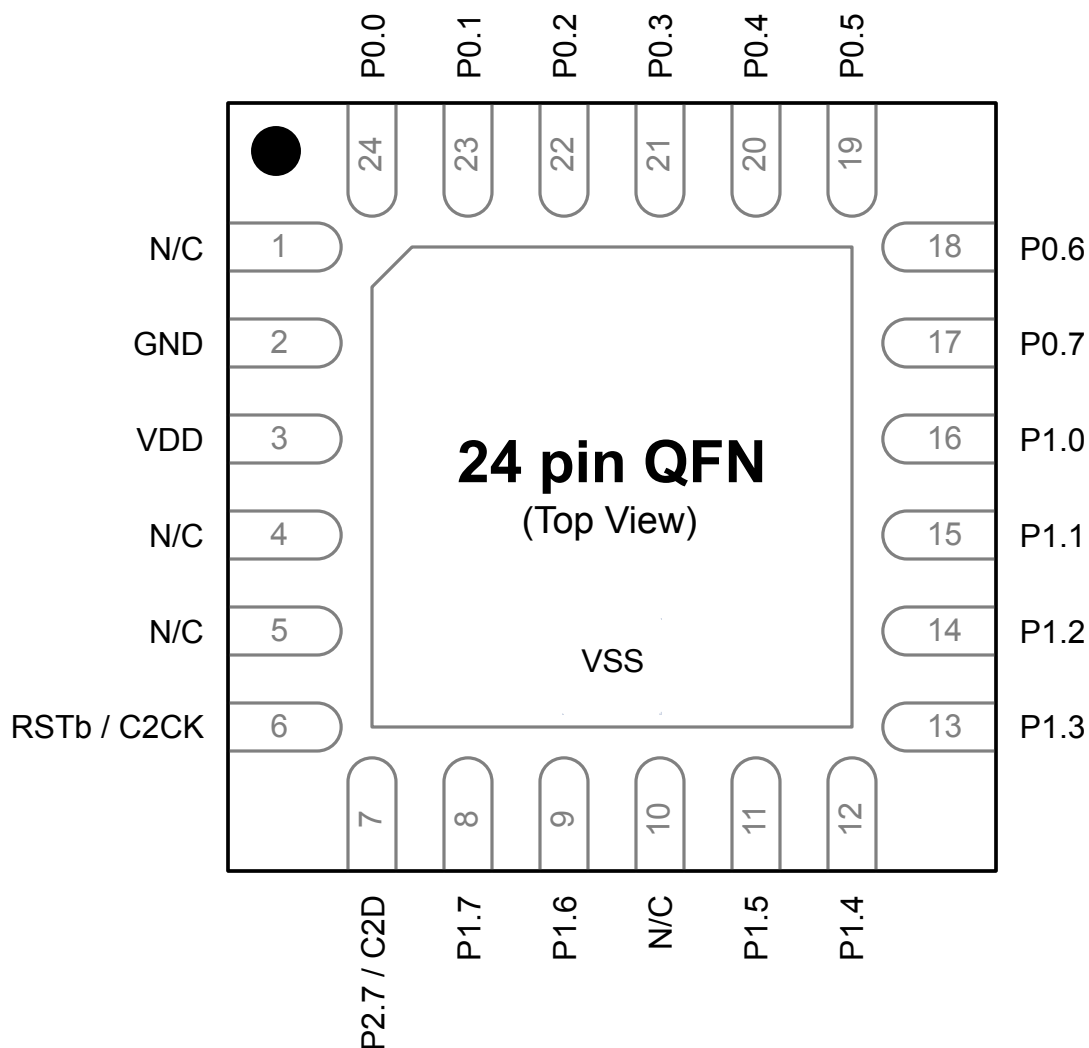 P0.0
P0.1
P0.2
P0.3
P0.4
P0.5
24
23
22
21
20
19
N/C
1
18
P0.6
GND
2
17
P0.7
VDD
3
16
P1.0
24 pin QFN
(Top View)
N/C
4
15
P1.1
N/C
5
14
P1.2
VSS
RSTb / C2CK
6
13
P1.3
7
8
9
10
11
12
P2.7 / C2D
P1.7
P1.6
N/C
P1.5
P1.4